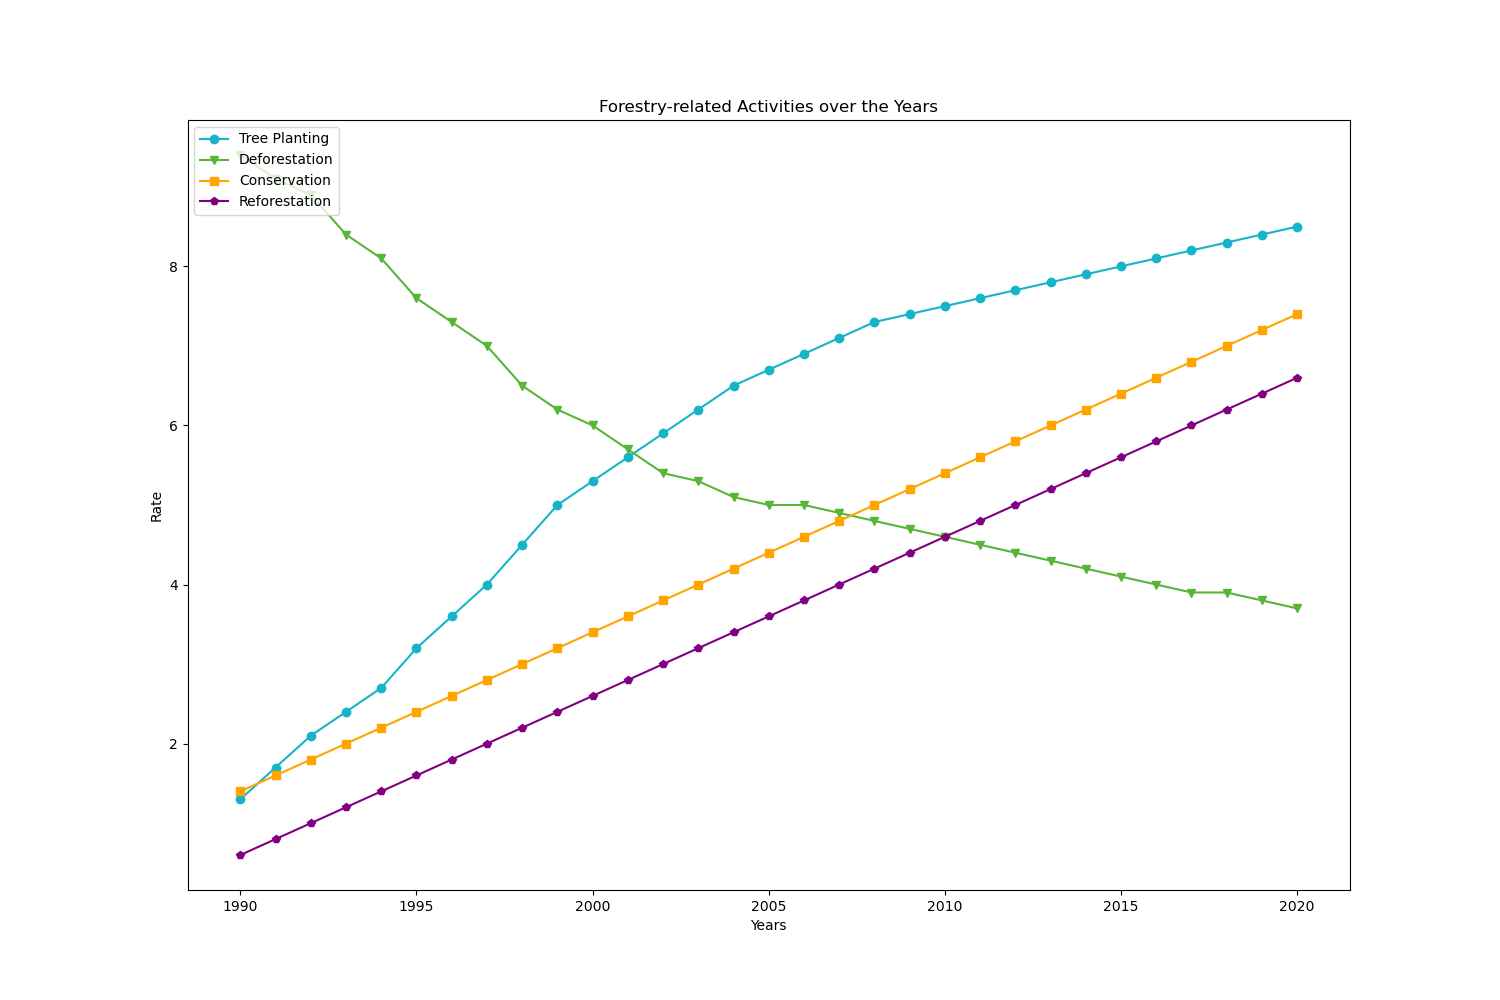 Forestry-related Activities over the Years
Tree Planting
Deforestation
Conservation
Reforestation
8
6
4
2
Rate
1990 1995 2000 2005 2010 2015 2020
Years